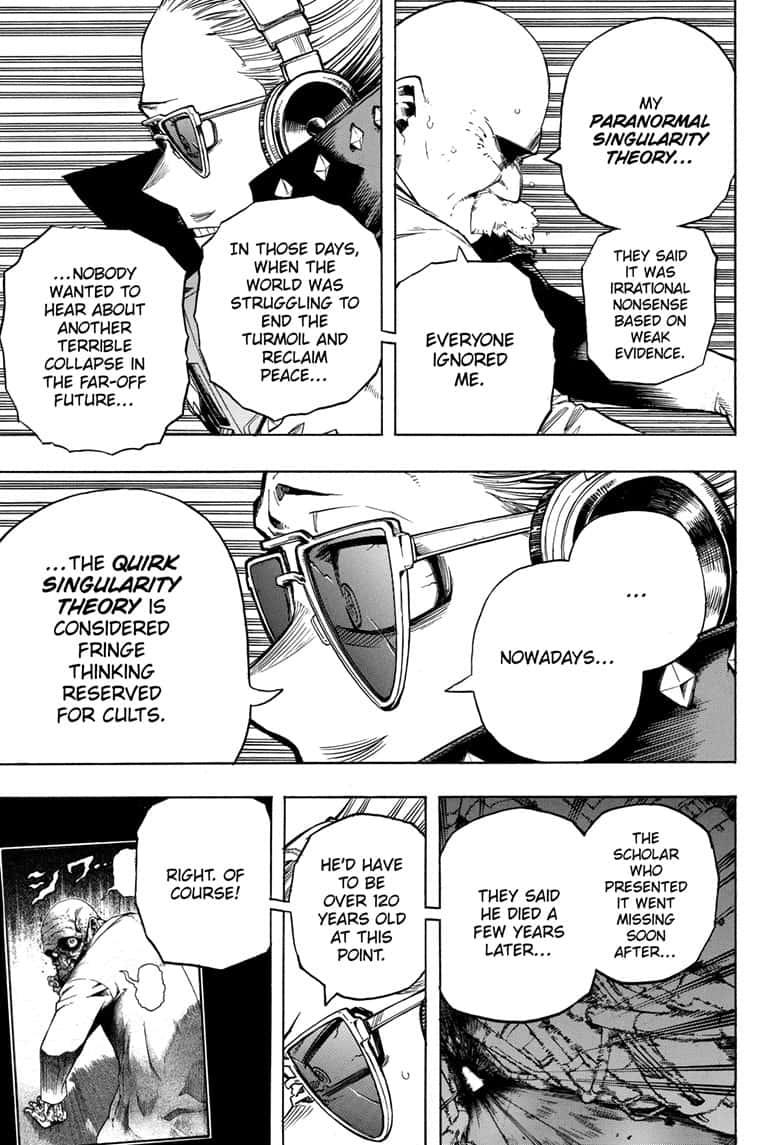 MY
PARANORMAL
SINGULARITY
THEORY...
THEY SAID
IT WAS
IRRATIONAL
NONSENSE
BASED ON
WEAK
EVIDENCE.
EVERYONE
IGNORED
ME.
IN THOSE DAYS,
WHEN THE
WORLD WAS
STRUGGLING TO
END THE
TURMOIL AND
RECLAIM
PEACE...
...NOBODY
WANTED TO
HEAR ABOUT
ANOTHER
TERRIBLE
COLLAPSE IN
THE FAR-OFF
FUTURE...
...
NOWADAYS...
...THE QUIRK
SINGULARITY
THEORY IS
CONSIDERED
FRINGE
THINKING
RESERVED
FOR CULTS.
THE
SCHOLAR
WHO
PRESENTED
IT WENT
MISSING
SOON
AFTER...
THEY SAID
HE DIED A
FEW YEARS
LATER...
HE'D HAVE
TO BE
OVER 120
YEARS OLD
AT THIS
POINT.
RIGHT. OF
COURSE!
シワ